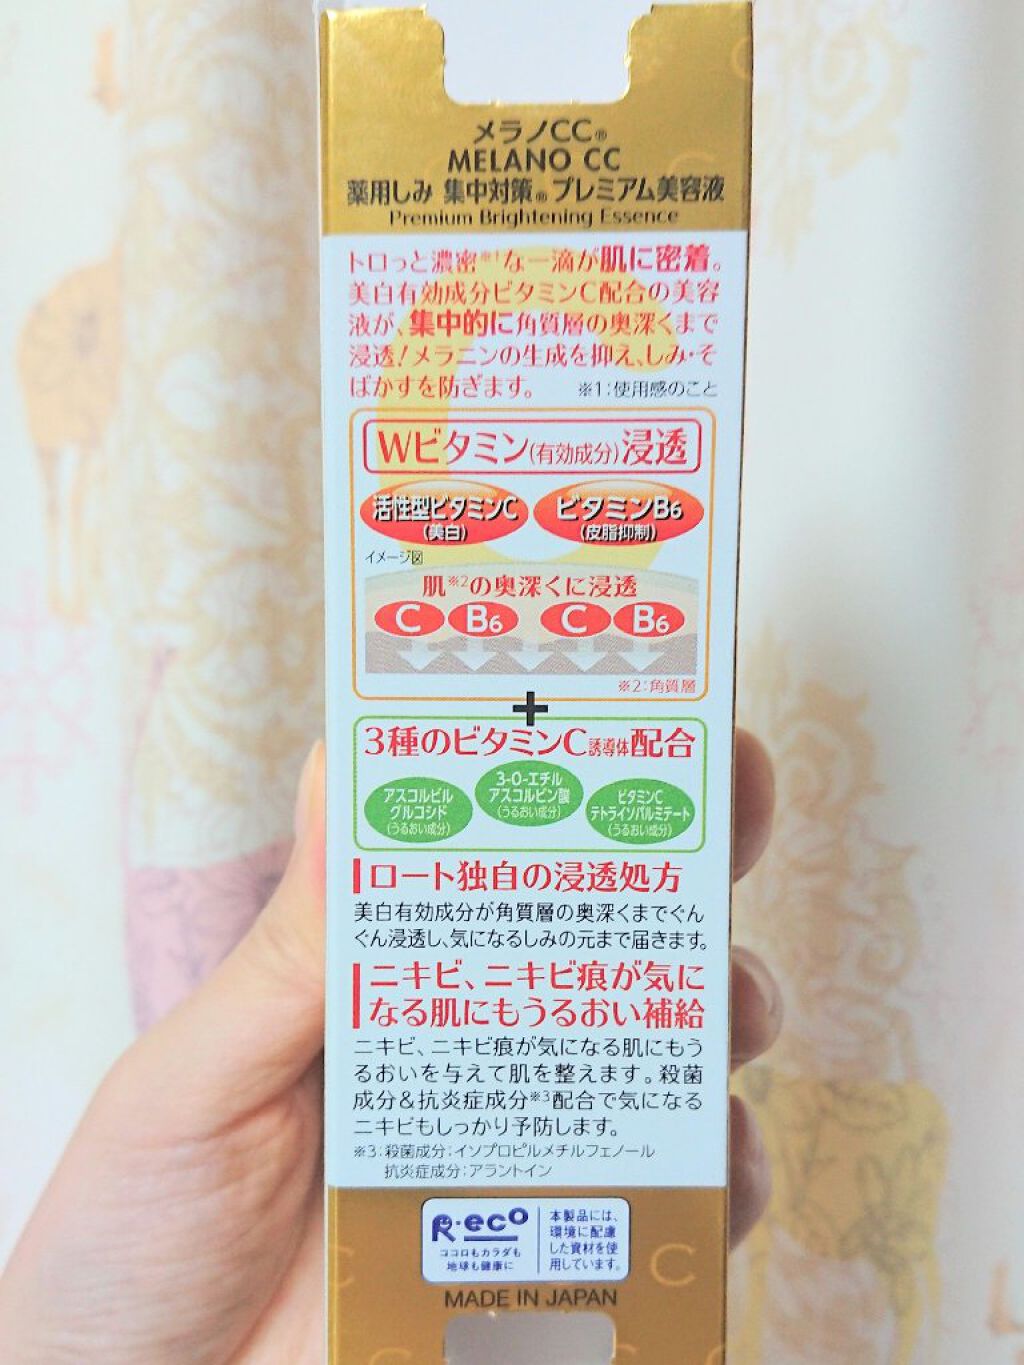 メラノCC®
MELANO CC
薬用しみ 集中対策® プレミアム美容液
Premium Brightening Essence
トロっと濃密※1な一滴が肌に密着。
美白有効成分ビタミンC配合の美容
液が、集中的に角質層の奥深くまで
浸透!メラニンの生成を抑え、しみ・そ
ばかすを防ぎます。 ※1:使用感のこと
Wビタミン(有効成分)浸透
活性型ビタミンC ビタミンB6
(美白) (皮脂抑制)
イメージ図
肌※2の奥深くに浸透
C B6 C B6
※2:角質層
+
3種のビタミンC誘導体配合
アスコルビル
グルコシド
(うるおい成分)
3-O-エチル
アスコルビン酸
(うるおい成分)
ビタミンC
テトライソパルミテート
(うるおい成分)
ロート独自の浸透処方
美白有効成分が角質層の奥深くまでぐん
ぐん浸透し、気になるしみの元まで届きます。
ニキビ、ニキビ痕が気に
なる肌にもうるおい補給
ニキビ、ニキビ痕が気になる肌にもう
るおいを与えて肌を整えます。殺菌
成分&抗炎症成分※3配合で気になる
ニキビもしっかり予防します。
※3:殺菌成分:イソプロピルメチルフェノール
抗炎症成分:アラントイン
R・eco
ココロもカラダも
地球も健康に
本製品には、
環境に配慮
した資材を使
用しています。
MADE IN JAPAN